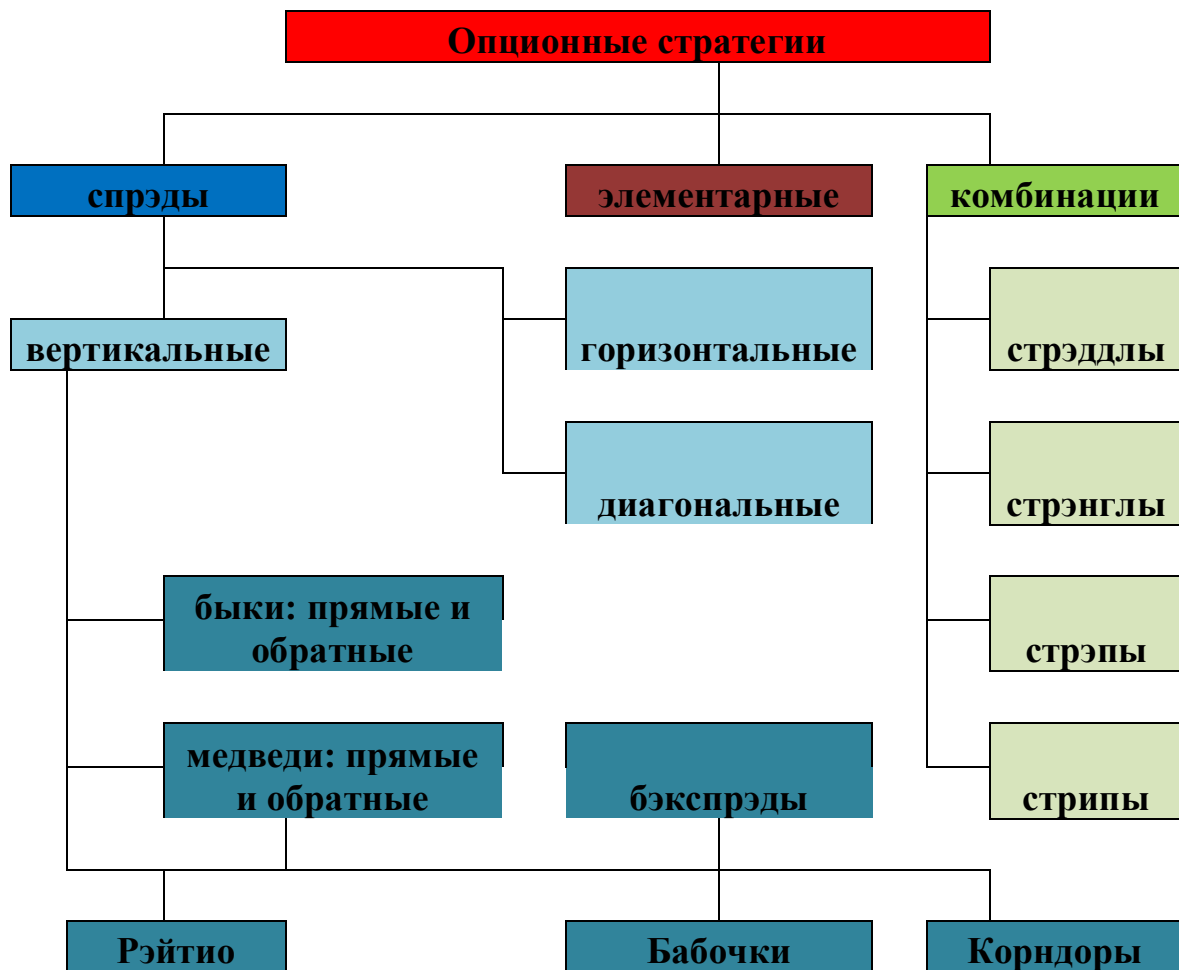 Опционные стратегии
спрэды
элементарные
комбинации
вертикальные
горизонтальные
стрэддлы
диагональные
стрэнглы
быки: прямые и
обратные
стрэпы
медведи: прямые
и обратные
бэкспрэды
стрипы
Рэйтио
Бабочки
Корндоры